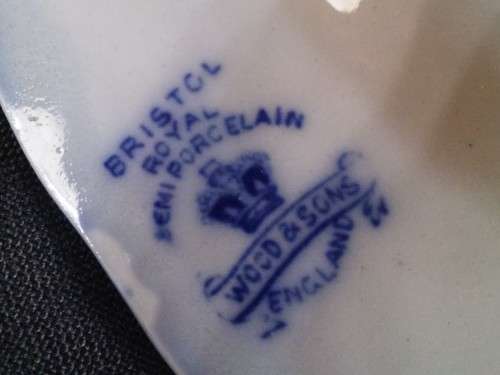 BRISTOL
ROYAL
SEMI PORCELAIN
WOOD & SONS
ENGLAND